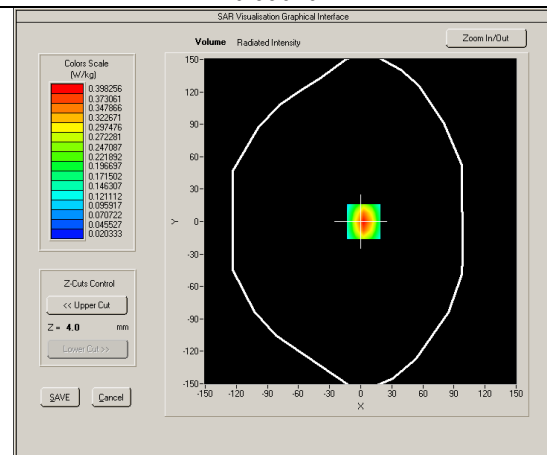 SAR Visualisation Graphical Interface
Volume Radiated Intensity
Zoom In/Out
Colors Scale
(W/kg)
0.398256
0.373061
0.347866
0.322671
0.297476
0.272281
0.247087
0.221892
0.196697
0.171502
0.146307
0.121112
0.095917
0.070722
0.045527
0.020333
Z-Cuts Control
<< Upper Cut
Z = 4.0 mm
Lower Cut >>
SAVE Cancel
150
120
90
60
30
0
-30
-60
-90
-120
-150
Y
-150 -120 -90 -60 -30 0 30 60 90 120 150
X